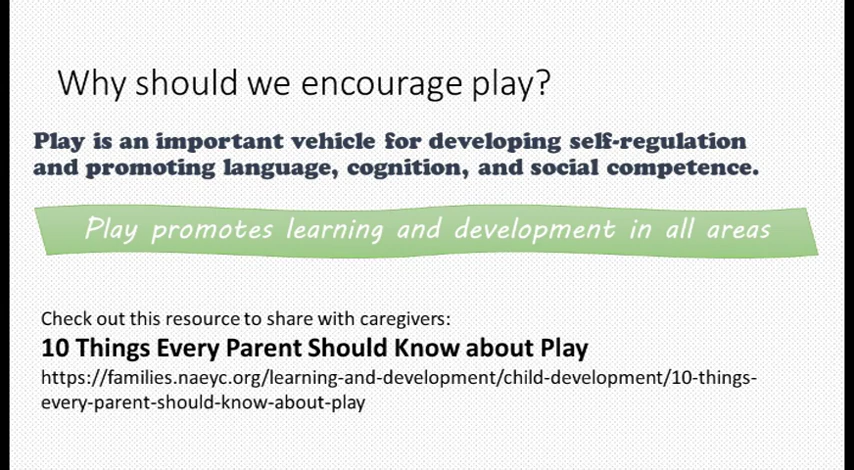 Why should we encourage play?
Play is an important vehicle for developing self-regulation
and promoting language, cognition, and social competence.
Play promotes learning and development in all areas
Check out this resource to share with caregivers:
10 Things Every Parent Should Know about Play
https://families.naeyc.org/learning-and-development/child-development/10-things-
every-parent-should-know-about-play